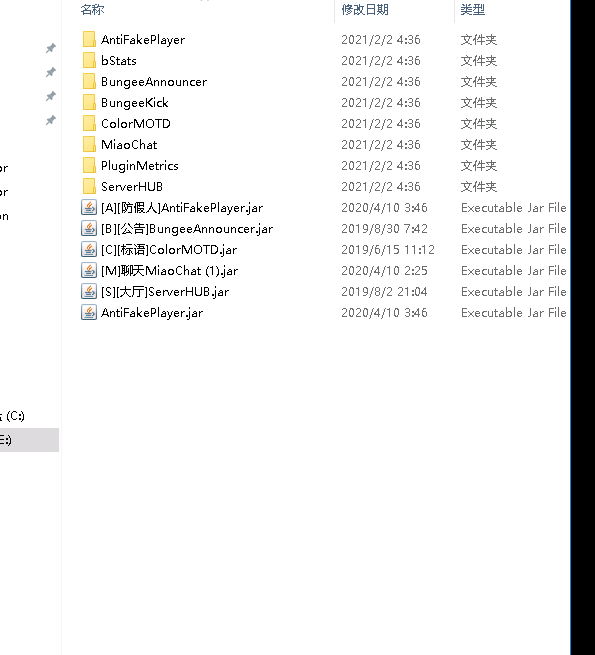 名称 修改日期 类型
AntiFakePlayer 2021/2/2 4:36 文件夹
bStats 2021/2/2 4:36 文件夹
BungeeAnnouncer 2021/2/2 4:36 文件夹
BungeeKick 2021/2/2 4:36 文件夹
ColorMOTD 2021/2/2 4:36 文件夹
MiaoChat 2021/2/2 4:36 文件夹
PluginMetrics 2021/2/2 4:36 文件夹
or
ServerHUB 2021/2/2 4:36 文件夹
or
[A][防假人]AntiFakePlayer.jar 2020/4/10 3:46 Executable Jar File
on
[B][公告]BungeeAnnouncer.jar 2019/8/30 7:42 Executable Jar File
[C][标语]ColorMOTD.jar 2019/6/15 11:12 Executable Jar File
[M]聊天MiaoChat (1).jar 2020/4/10 2:25 Executable Jar File
[S][大厅]ServerHUB.jar 2019/8/2 21:04 Executable Jar File
AntiFakePlayer.jar 2020/4/10 3:46 Executable Jar File
(C:)
E:)